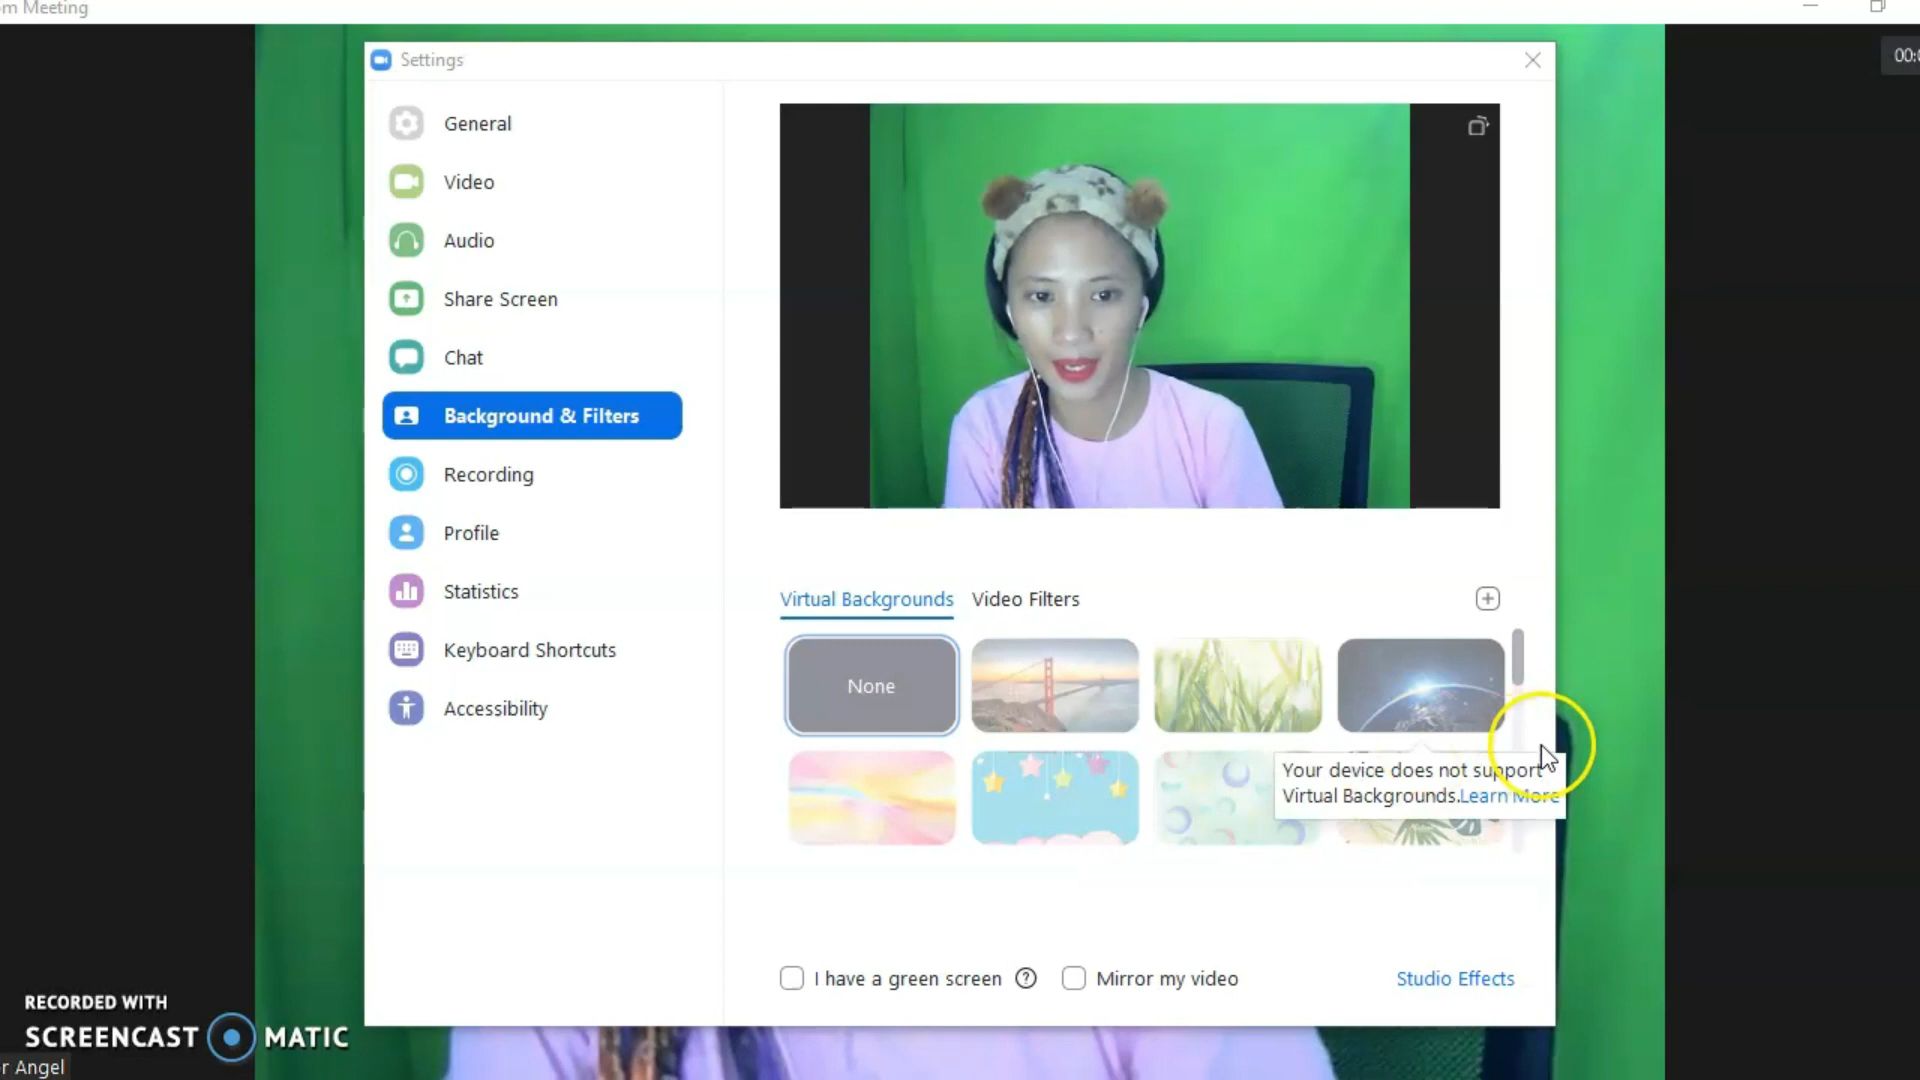 om Meeting
Settings
00:
General
Video
Audio
Share Screen
Chat
Background & Filters
Recording
Profile
Statistics
Keyboard Shortcuts
Accessibility
Virtual Backgrounds
Video Filters
None
Your device does not support
Virtual Backgrounds.Learn More
I have a green screen
?
Mirror my video
Studio Effects
RECORDED WITH
SCREENCAST MATIC
r Angel